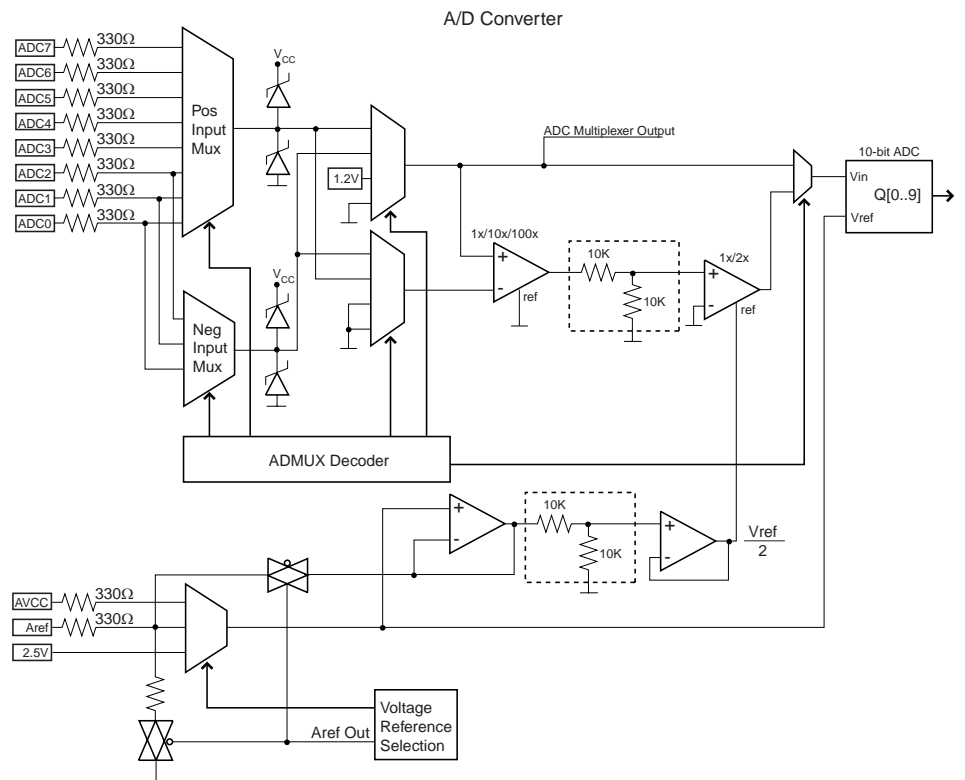 A/D Converter
ADC7 330Ω
ADC6 330Ω
ADC5 330Ω
ADC4 330Ω
ADC3 330Ω
ADC2 330Ω
ADC1 330Ω
ADC0 330Ω
Pos
Input
Mux
VCC
1.2V
ADC Multiplexer Output
10-bit ADC
Vin
Q[0..9]
Vref
1x/10x/100x
+
-
ref
10K
10K
1x/2x
+
-
ref
Neg
Input
Mux
VCC
ADMUX Decoder
+
-
10K
10K
+
-
Vref
2
AVCC 330Ω
Aref 330Ω
2.5V
Aref Out
Voltage
Reference
Selection